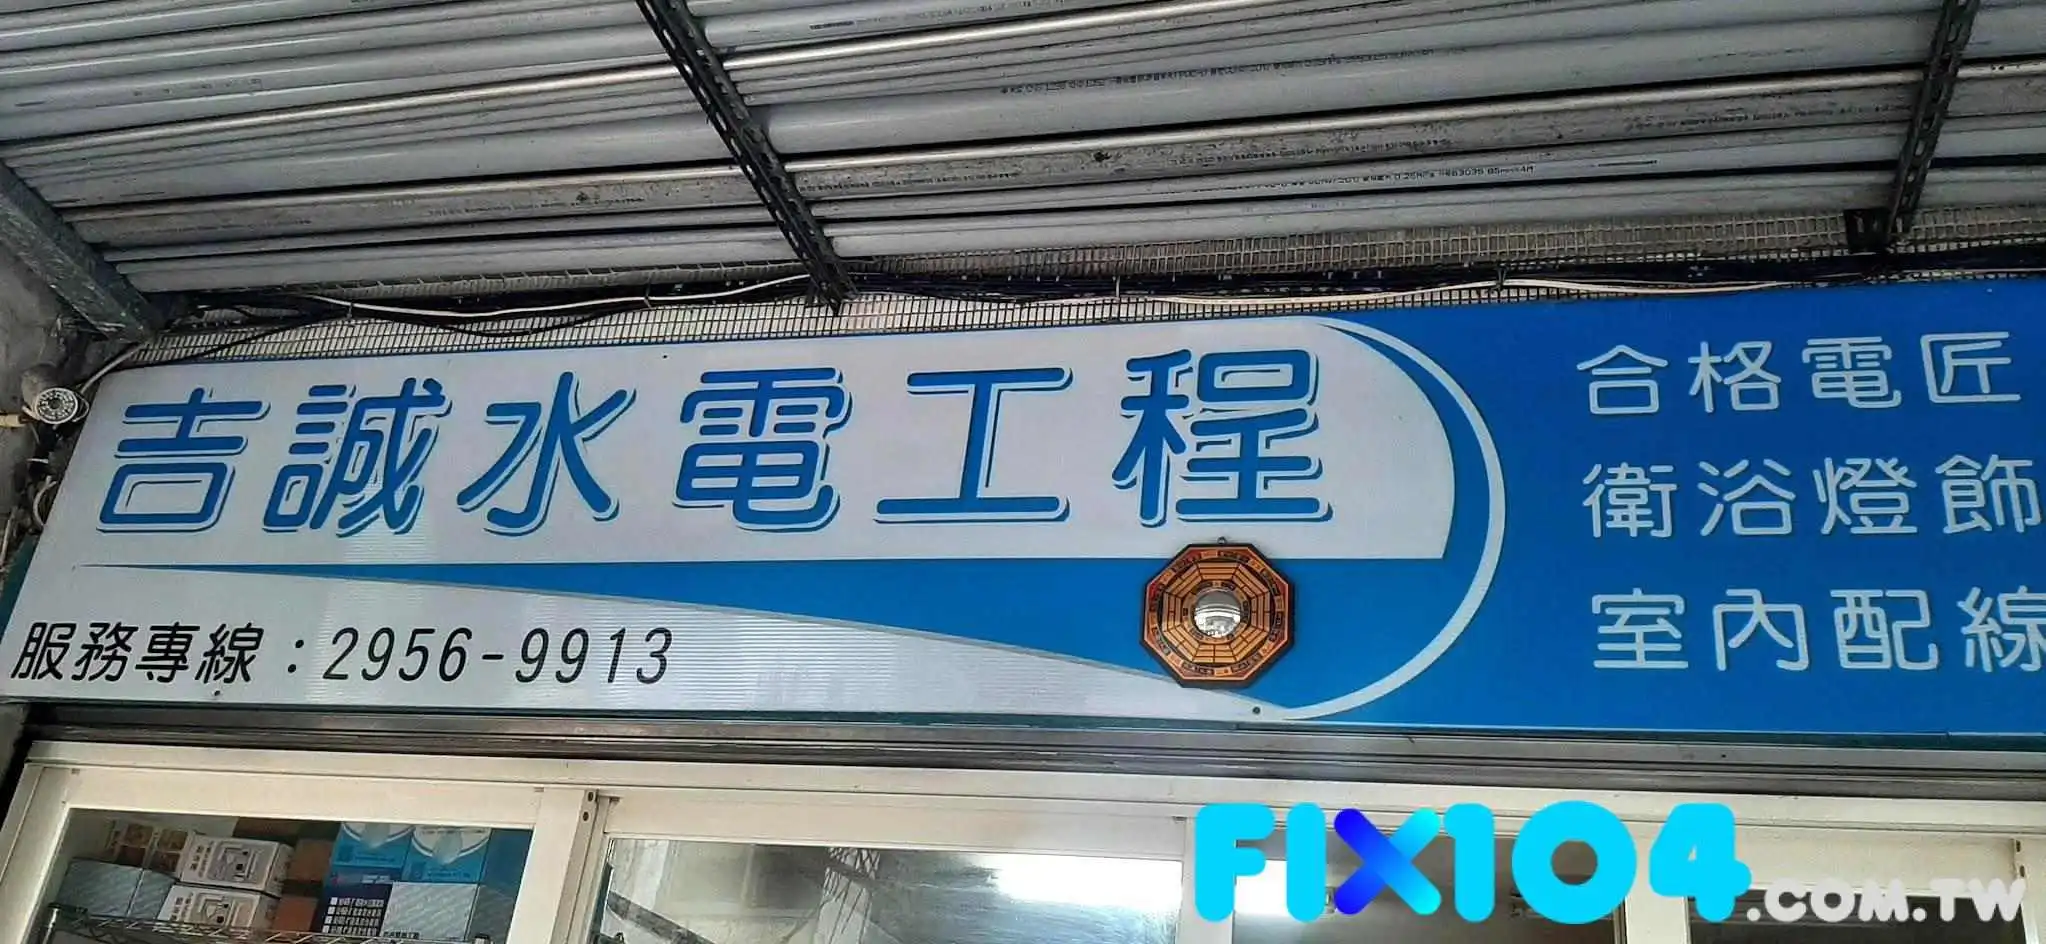 吉誠水電工程
服務專線：2956-9913
合格電匠
衛浴燈飾
室內配線
FIX104.COM.TW